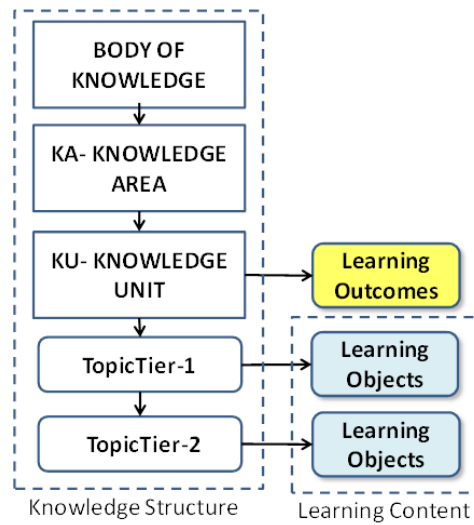 BODY OF
KNOWLEDGE
KA- KNOWLEDGE
AREA
KU- KNOWLEDGE
UNIT
Learning
Outcomes
TopicTier-1
Learning
Objects
TopicTier-2
Learning
Objects
Knowledge Structure
Learning Content